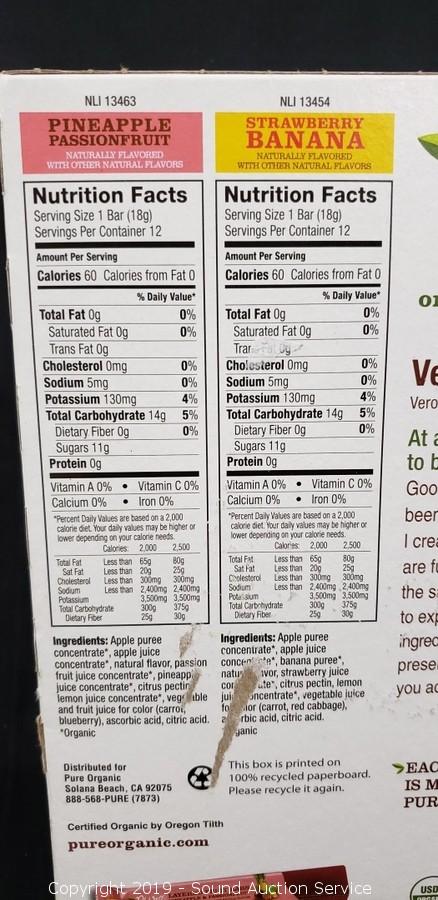 NLI 13463
PINEAPPLE
PASSIONFRUIT
NATURALLY FLAVORED
WITH OTHER NATURAL FLAVORS
Nutrition Facts
Serving Size 1 Bar (18g)
Servings Per Container 12
Amount Per Serving
Calories 60 Calories from Fat 0
% Daily Value*
Total Fat 0g 0%
Saturated Fat 0g 0%
Trans Fat 0g
Cholesterol 0mg 0%
Sodium 5mg 0%
Potassium 130mg 4%
Total Carbohydrate 14g 5%
Dietary Fiber 0g 0%
Sugars 11g
Protein 0g
Vitamin A 0% • Vitamin C 0%
Calcium 0% • Iron 0%
*Percent Daily Values are based on a 2,000
calorie diet. Your daily values may be higher or
lower depending on your calorie needs.
Calories: 2,000 2,500
Total Fat Less than 65g 80g
Sat Fat Less than 20g 25g
Cholesterol Less than 300mg 300mg
Sodium Less than 2,400mg 2,400mg
Potassium 3,500mg 3,500mg
Total Carbohydrate 300g 375g
Dietary Fiber 25g 30g
Ingredients: Apple puree
concentrate*, apple juice
concentrate*, natural flavor, passion
fruit juice concentrate*, pineapple
juice concentrate*, citrus pectin,
lemon juice concentrate*, vegetable
and fruit juice for color (carrot,
blueberry), ascorbic acid, citric acid.
*Organic
NLI 13454
STRAWBERRY
BANANA
NATURALLY FLAVORED
WITH OTHER NATURAL FLAVORS
Nutrition Facts
Serving Size 1 Bar (18g)
Servings Per Container 12
Amount Per Serving
Calories 60 Calories from Fat 0
% Daily Value*
Total Fat 0g 0%
Saturated Fat 0g 0%
Trans Fat 0g
Cholesterol 0mg 0%
Sodium 5mg 0%
Potassium 130mg 4%
Total Carbohydrate 14g 5%
Dietary Fiber 0g 0%
Sugars 11g
Protein 0g
Vitamin A 0% • Vitamin C 0%
Calcium 0% • Iron 0%
*Percent Daily Values are based on a 2,000
calorie diet. Your daily values may be higher or
lower depending on your calorie needs.
Calories: 2,000 2,500
Total Fat Less than 65g 80g
Sat Fat Less than 20g 25g
Cholesterol Less than 300mg 300mg
Sodium Less than 2,400mg 2,400mg
Potassium 3,500mg 3,500mg
Total Carbohydrate 300g 375g
Dietary Fiber 25g 30g
Ingredients: Apple puree
concentrate*, apple juice
banana puree*,
flavor, strawberry juice
citrus pectin, lemon
concentrate*, vegetable juice
(carrot, red cabbage),
acid, citric acid.
Distributed for
Pure Organic
Solana Beach, CA 92075
888-568-PURE (7873)
This box is printed on
100% recycled paperboard.
Please recycle it again.
Certified Organic by Oregon Tilth
pureorganic.com
Ve
Vero
At a
to b
Goo
been
I crea
are fu
the s
to exp
ingred
prese
you ad
EAC
IS M
PUR
USD
Copyright © 2019 - Sound Auction Service